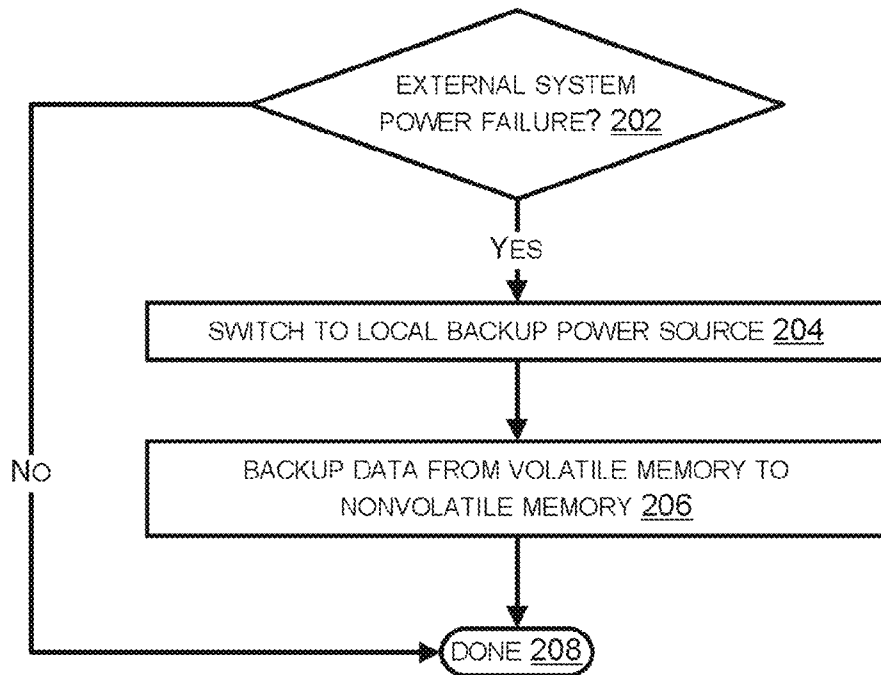 EXTERNAL SYSTEM
POWER FAILURE? 202
YES
SWITCH TO LOCAL BACKUP POWER SOURCE 204
NO
BACKUP DATA FROM VOLATILE MEMORY TO
NONVOLATILE MEMORY 206
DONE 208